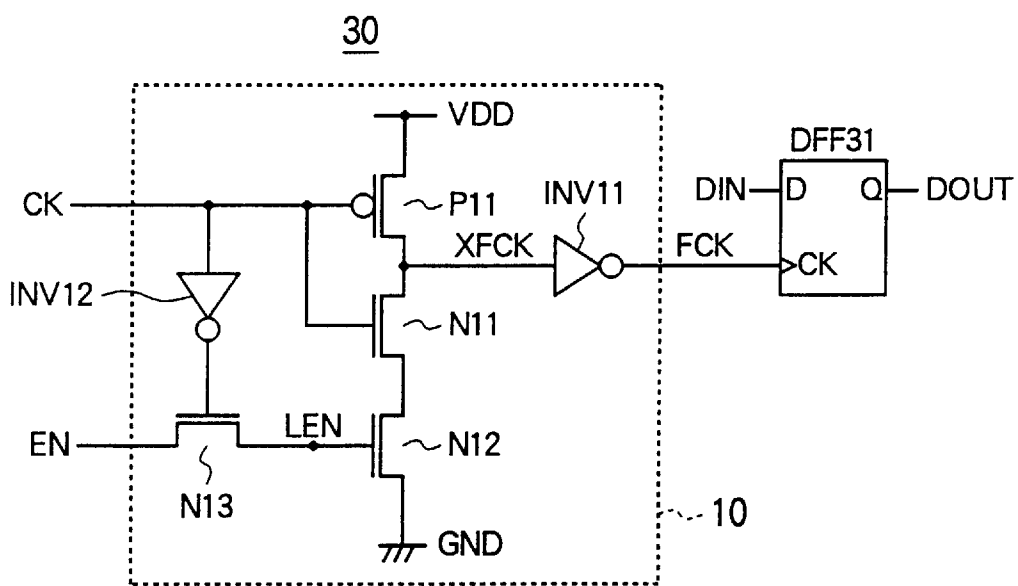 30
VDD
DFF31
CK
P11
INV11
DIN
D
Q
DOUT
XFCK
FCK
CK
INV12
N11
EN
LEN
N12
N13
10
GND